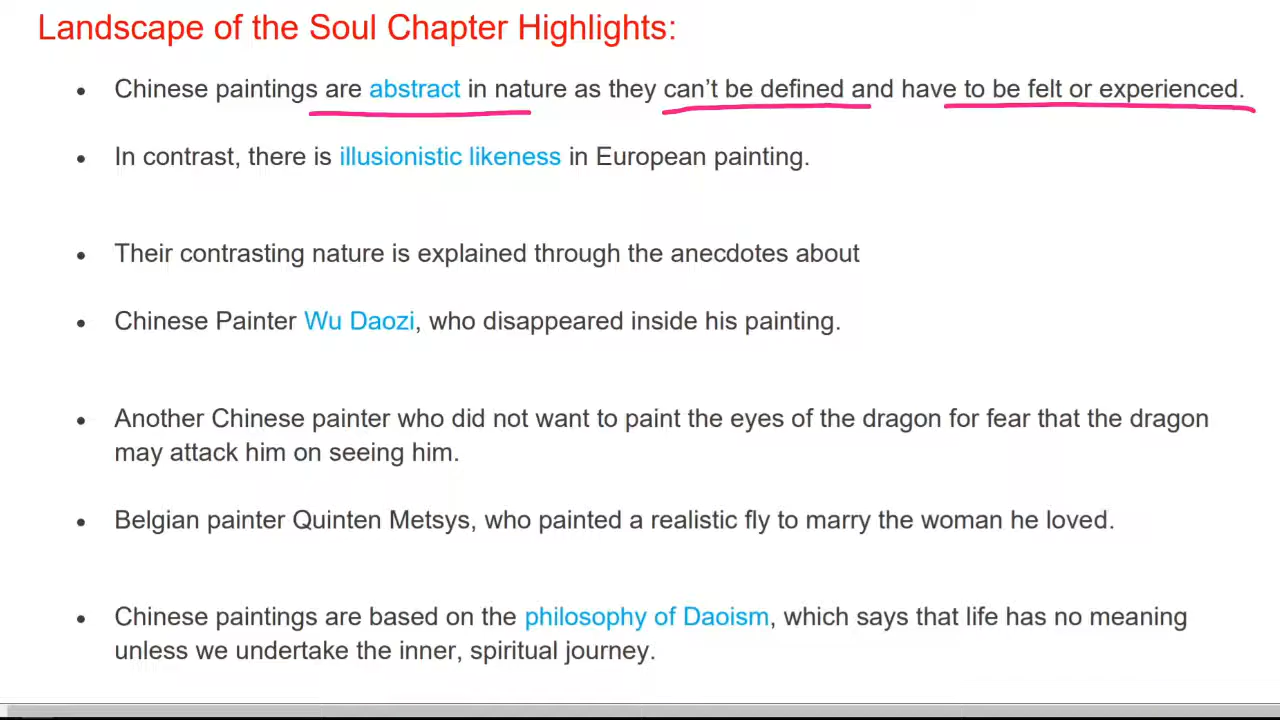 Landscape of the Soul Chapter Highlights:
• Chinese paintings are abstract in nature as they can't be defined and have to be felt or experienced.
• In contrast, there is illusionistic likeness in European painting.
• Their contrasting nature is explained through the anecdotes about
• Chinese Painter Wu Daozi, who disappeared inside his painting.
• Another Chinese painter who did not want to paint the eyes of the dragon for fear that the dragon
may attack him on seeing him.
• Belgian painter Quinten Metsys, who painted a realistic fly to marry the woman he loved.
• Chinese paintings are based on the philosophy of Daoism, which says that life has no meaning
unless we undertake the inner, spiritual journey.